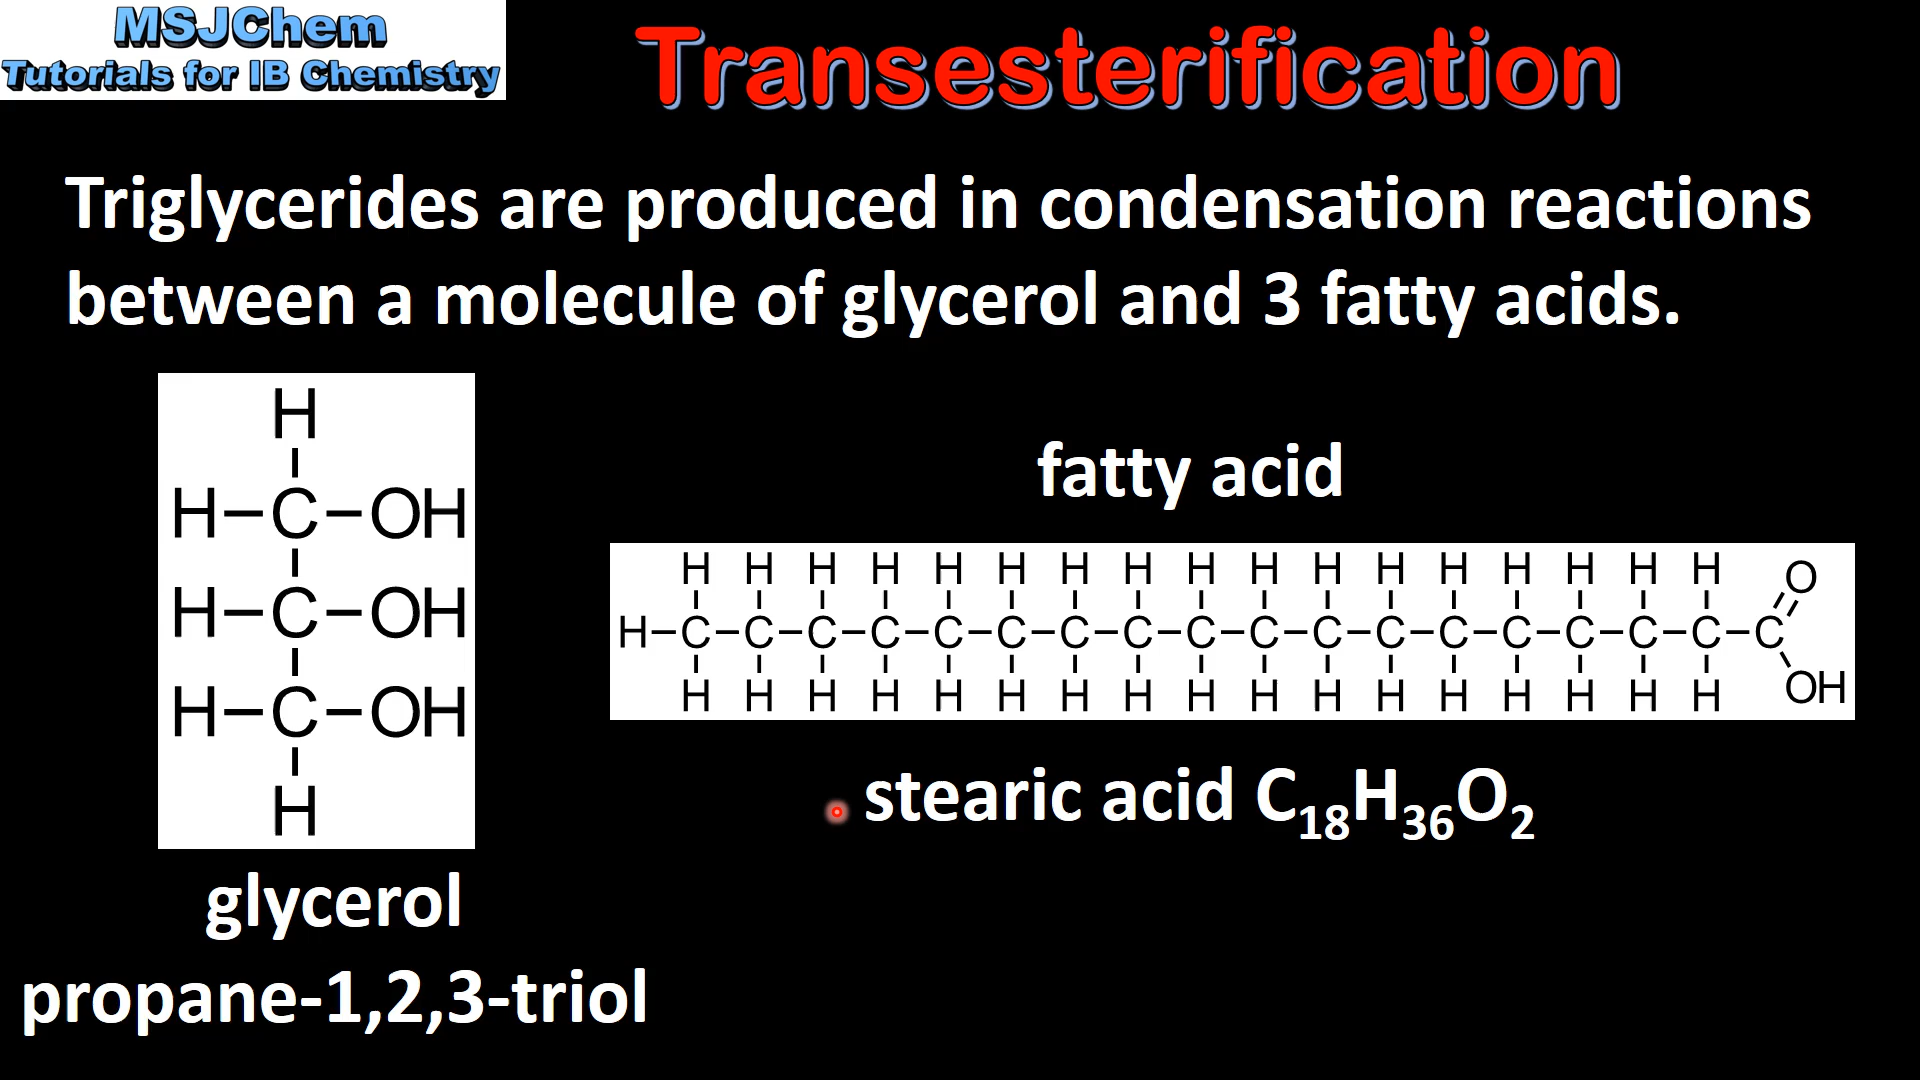 MSJChem
Tutorials for IB Chemistry
Transesterification
Triglycerides are produced in condensation reactions
between a molecule of glycerol and 3 fatty acids.
H
H–C–OH
H–C–OH
H–C–OH
H
glycerol
propane-1,2,3-triol
fatty acid
H H H H H H H H H H H H H H H H H O
H–C–C–C–C–C–C–C–C–C–C–C–C–C–C–C–C–C–C
H H H H H H H H H H H H H H H H H OH
stearic acid C₁₈H₃₆O₂